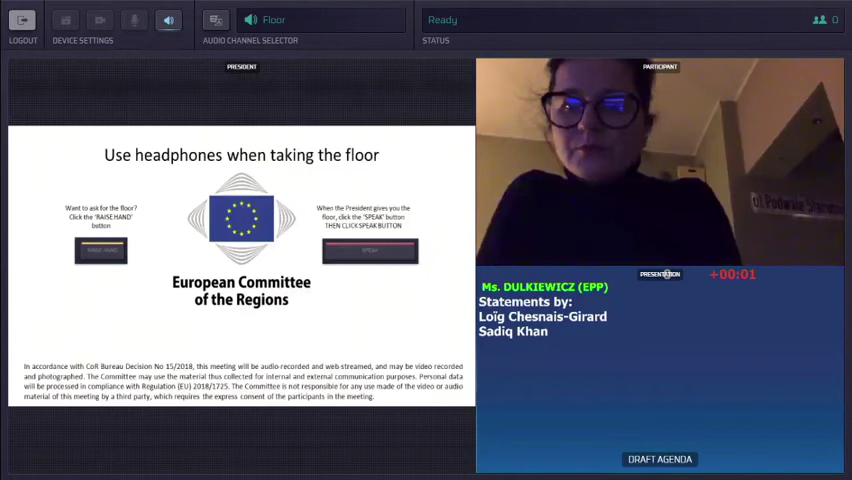 Floor
Ready
0
LOGOUT
DEVICE SETTINGS
AUDIO CHANNEL SELECTOR
STATUS
PRESIDENT
PARTICIPANT
Use headphones when taking the floor
Want to ask for the floor?
Click the 'RAISE HAND'
button
RAISE HAND
When the President gives you the
floor, click the 'SPEAK' button
THEN CLICK SPEAK BUTTON
SPEAK
European Committee
of the Regions
In accordance with CoR Bureau Decision No 15/2018, this meeting will be audio-recorded and web streamed, and may be video recorded
and photographed. The Committee may use the material thus collected for internal and external communication purposes. Personal data
will be processed in compliance with Regulation (EU) 2018/1725. The Committee is not responsible for any use made of the video or audio
material of this meeting by a third party, which requires the express consent of the participants in the meeting.
ul Podwale
PRESENTATION
+00:01
Ms. DULKIEWICZ (EPP)
Statements by:
Loïg Chesnais-Girard
Sadiq Khan
DRAFT AGENDA